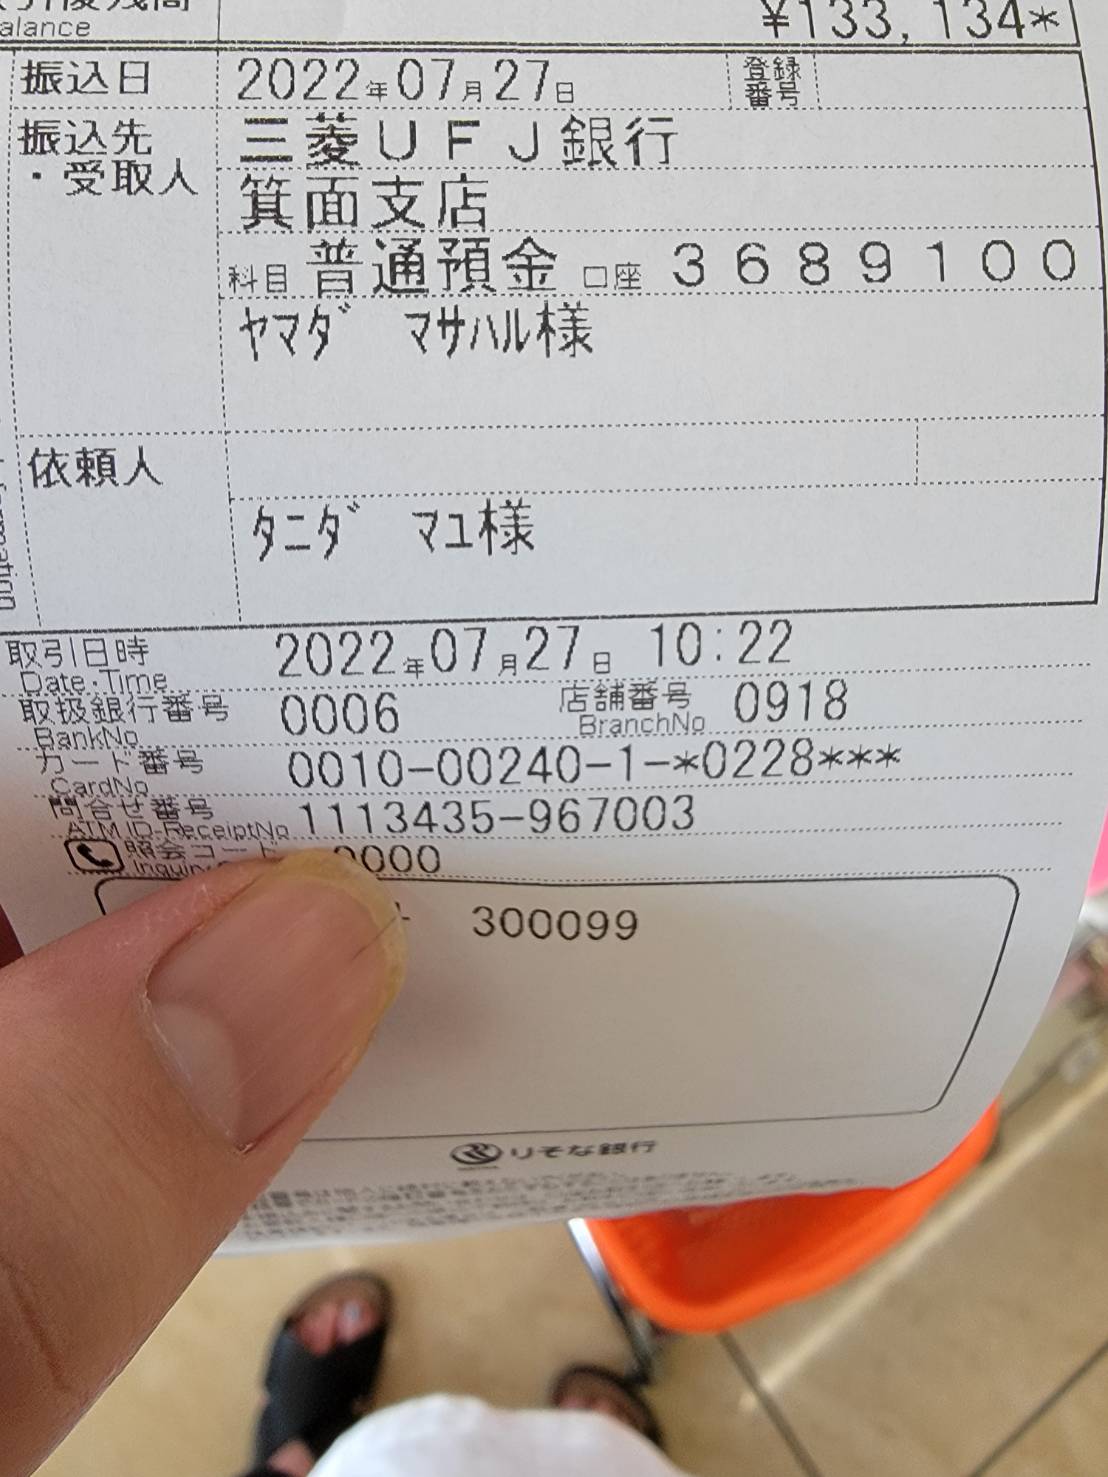 alance ¥133,134*
振込日 2022年07月27日 登録番号
振込先 三菱UFJ銀行
・受取人 箕面支店
科目 普通預金 口座 3689100
ﾔﾏﾀﾞ ﾏｻﾊﾙ様
依頼人
ﾀﾆﾀﾞ ﾏﾕ様
取引日時 2022年07月27日 10:22
Date・Time
取扱銀行番号 0006 店舗番号 0918
BankNo BranchNo
カード番号 0010-00240-1-*0228***
CardNo
問合せ番号 1113435-967003
ATM ID-ReceiptNo
照会コード 0000
300099
りそな銀行